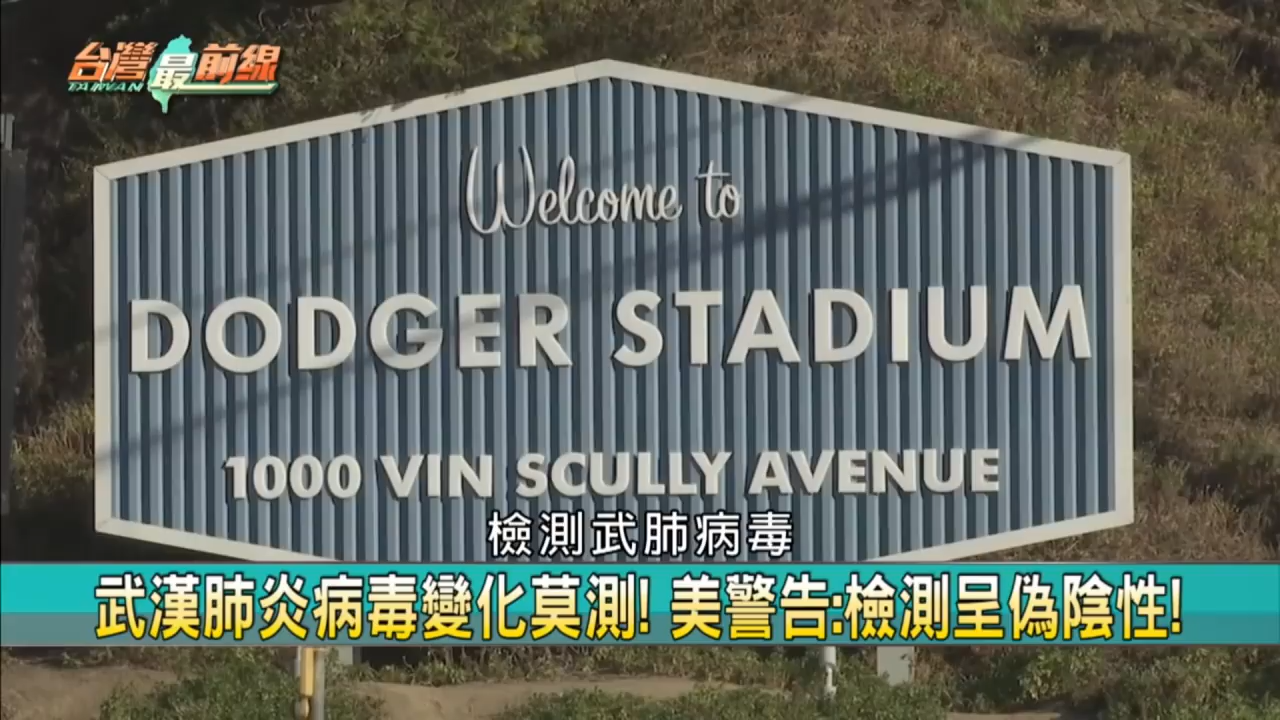 台灣最前線
TAIWAN
Welcome to
DODGER STADIUM
1000 VIN SCULLY AVENUE
檢測武肺病毒
武漢肺炎病毒變化莫測! 美警告:檢測呈偽陰性!